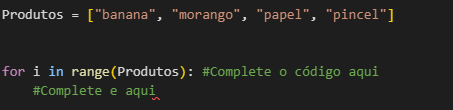 Produtos = ["banana", "morango", "papel", "pincel"]
for i in range(Produtos): #Complete o código aqui
#Complete e aqui